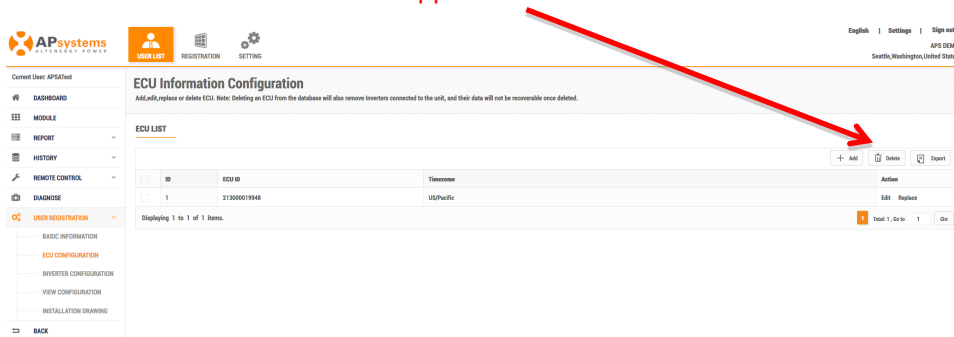 English | Settings | Sign out
APsystems
ALTENERGY POWER
USER LIST REGISTRATION SETTING
APS DEM
Seattle,Washington,United State
Current User: APSATest
ECU Information Configuration
Add,edit,replace or delete ECU. Note: Deleting an ECU from the database will also remove Inverters connected to the unit, and their data will not be recoverable once deleted.
DASHBOARD
MODULE
REPORT
HISTORY
REMOTE CONTROL
DIAGNOSE
USER REGISTRATION
BASIC INFORMATION
ECU CONFIGURATION
INVERTER CONFIGURATION
VIEW CONFIGURATION
INSTALLATION DRAWING
BACK
ECU LIST
+ Add Delete Export
ID ECU ID Timezone Action
1 213000019948 US/Pacific Edit Replace
Displaying 1 to 1 of 1 items. 1 Total: 1 , Go to 1 Go